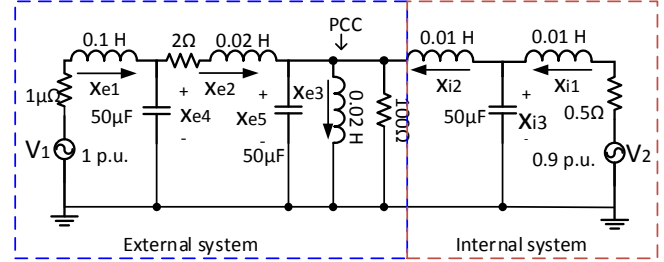 PCC
0.1 H
2Ω
0.02 H
0.01 H
0.01 H
1μΩ
xe1
xe2
xe3
xi2
xi1
50μF
+
xe4
-
+
xe5
-
50μF
0.02 H
100Ω
50μF
+
xi3
-
0.5Ω
V1
1 p.u.
0.9 p.u.
V2
External system
Internal system